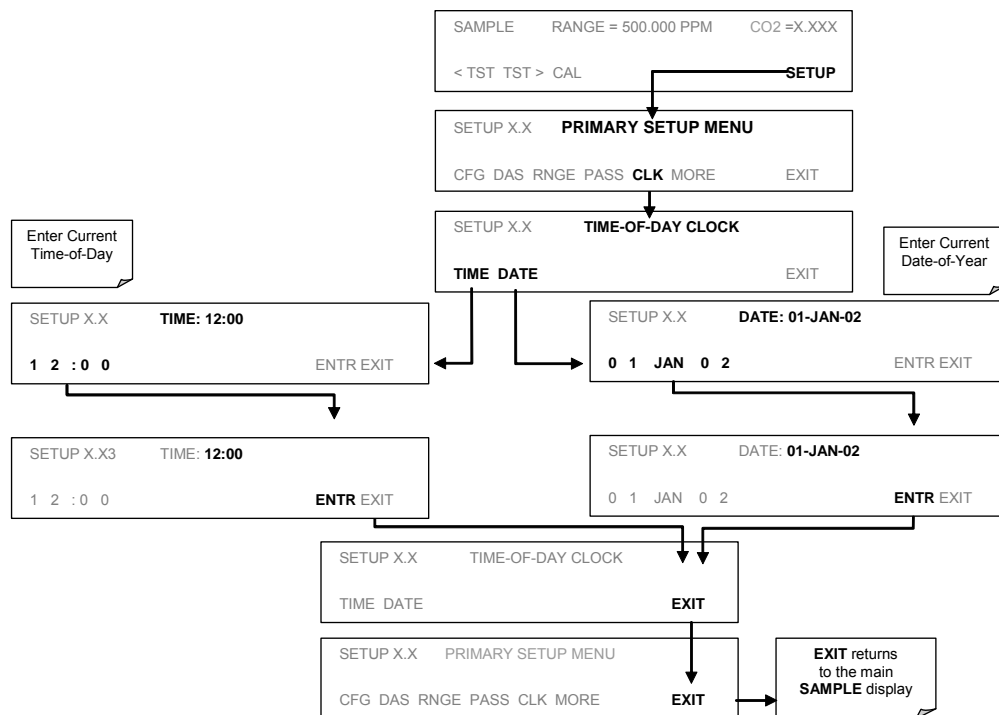 SAMPLE RANGE = 500.000 PPM CO2 =X.XXX
< TST TST > CAL SETUP
SETUP X.X PRIMARY SETUP MENU
CFG DAS RNGE PASS CLK MORE EXIT
SETUP X.X TIME-OF-DAY CLOCK
TIME DATE EXIT
Enter Current
Time-of-Day
Enter Current
Date-of-Year
SETUP X.X TIME: 12:00
1 2 :0 0 ENTR EXIT
SETUP X.X DATE: 01-JAN-02
0 1 JAN 0 2 ENTR EXIT
SETUP X.X3 TIME: 12:00
1 2 :0 0 ENTR EXIT
SETUP X.X DATE: 01-JAN-02
0 1 JAN 0 2 ENTR EXIT
SETUP X.X TIME-OF-DAY CLOCK
TIME DATE EXIT
SETUP X.X PRIMARY SETUP MENU
CFG DAS RNGE PASS CLK MORE EXIT
EXIT returns
to the main
SAMPLE display